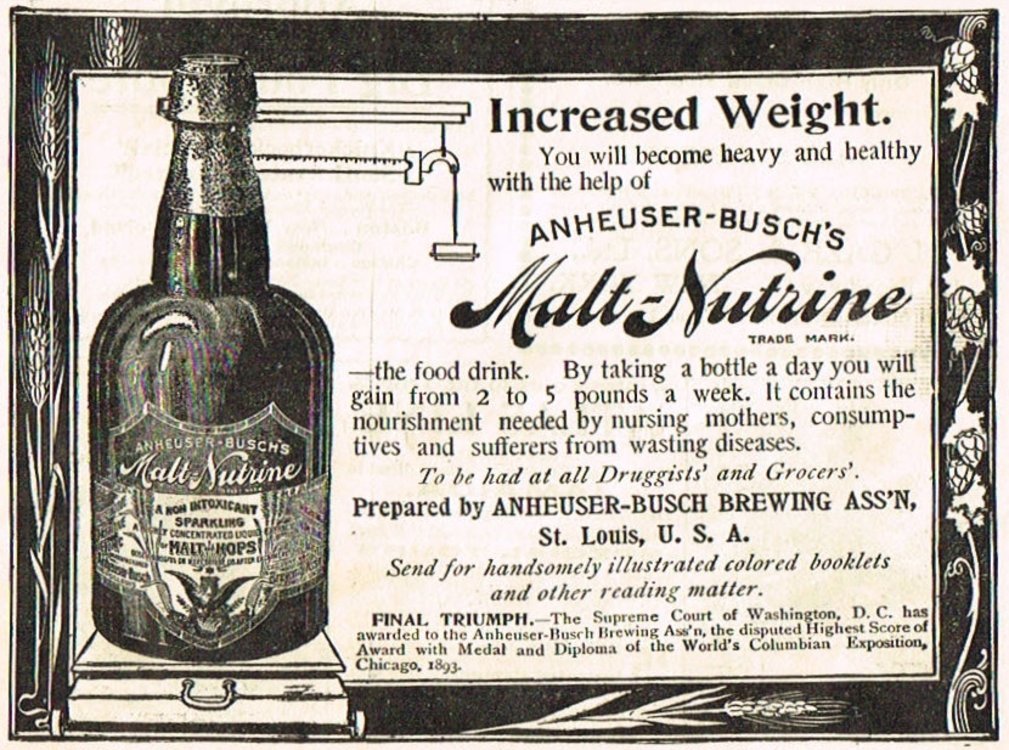 Increased Weight.
You will become heavy and healthy
with the help of
ANHEUSER-BUSCH'S
Malt-Nutrine
TRADE MARK.
—the food drink. By taking a bottle a day you will
gain from 2 to 5 pounds a week. It contains the
nourishment needed by nursing mothers, consump-
tives and sufferers from wasting diseases.
To be had at all Druggists' and Grocers'.
Prepared by ANHEUSER-BUSCH BREWING ASS'N,
St. Louis, U. S. A.
Send for handsomely illustrated colored booklets
and other reading matter.
FINAL TRIUMPH.—The Supreme Court of Washington, D. C. has
awarded to the Anheuser-Busch Brewing Ass'n, the disputed Highest Score of
Award with Medal and Diploma of the World's Columbian Exposition,
Chicago, 1893.
ANHEUSER-BUSCH'S
Malt-Nutrine
A NON INTOXICANT
SPARKLING
CONCENTRATED LIQUID
OF MALT AND HOPS